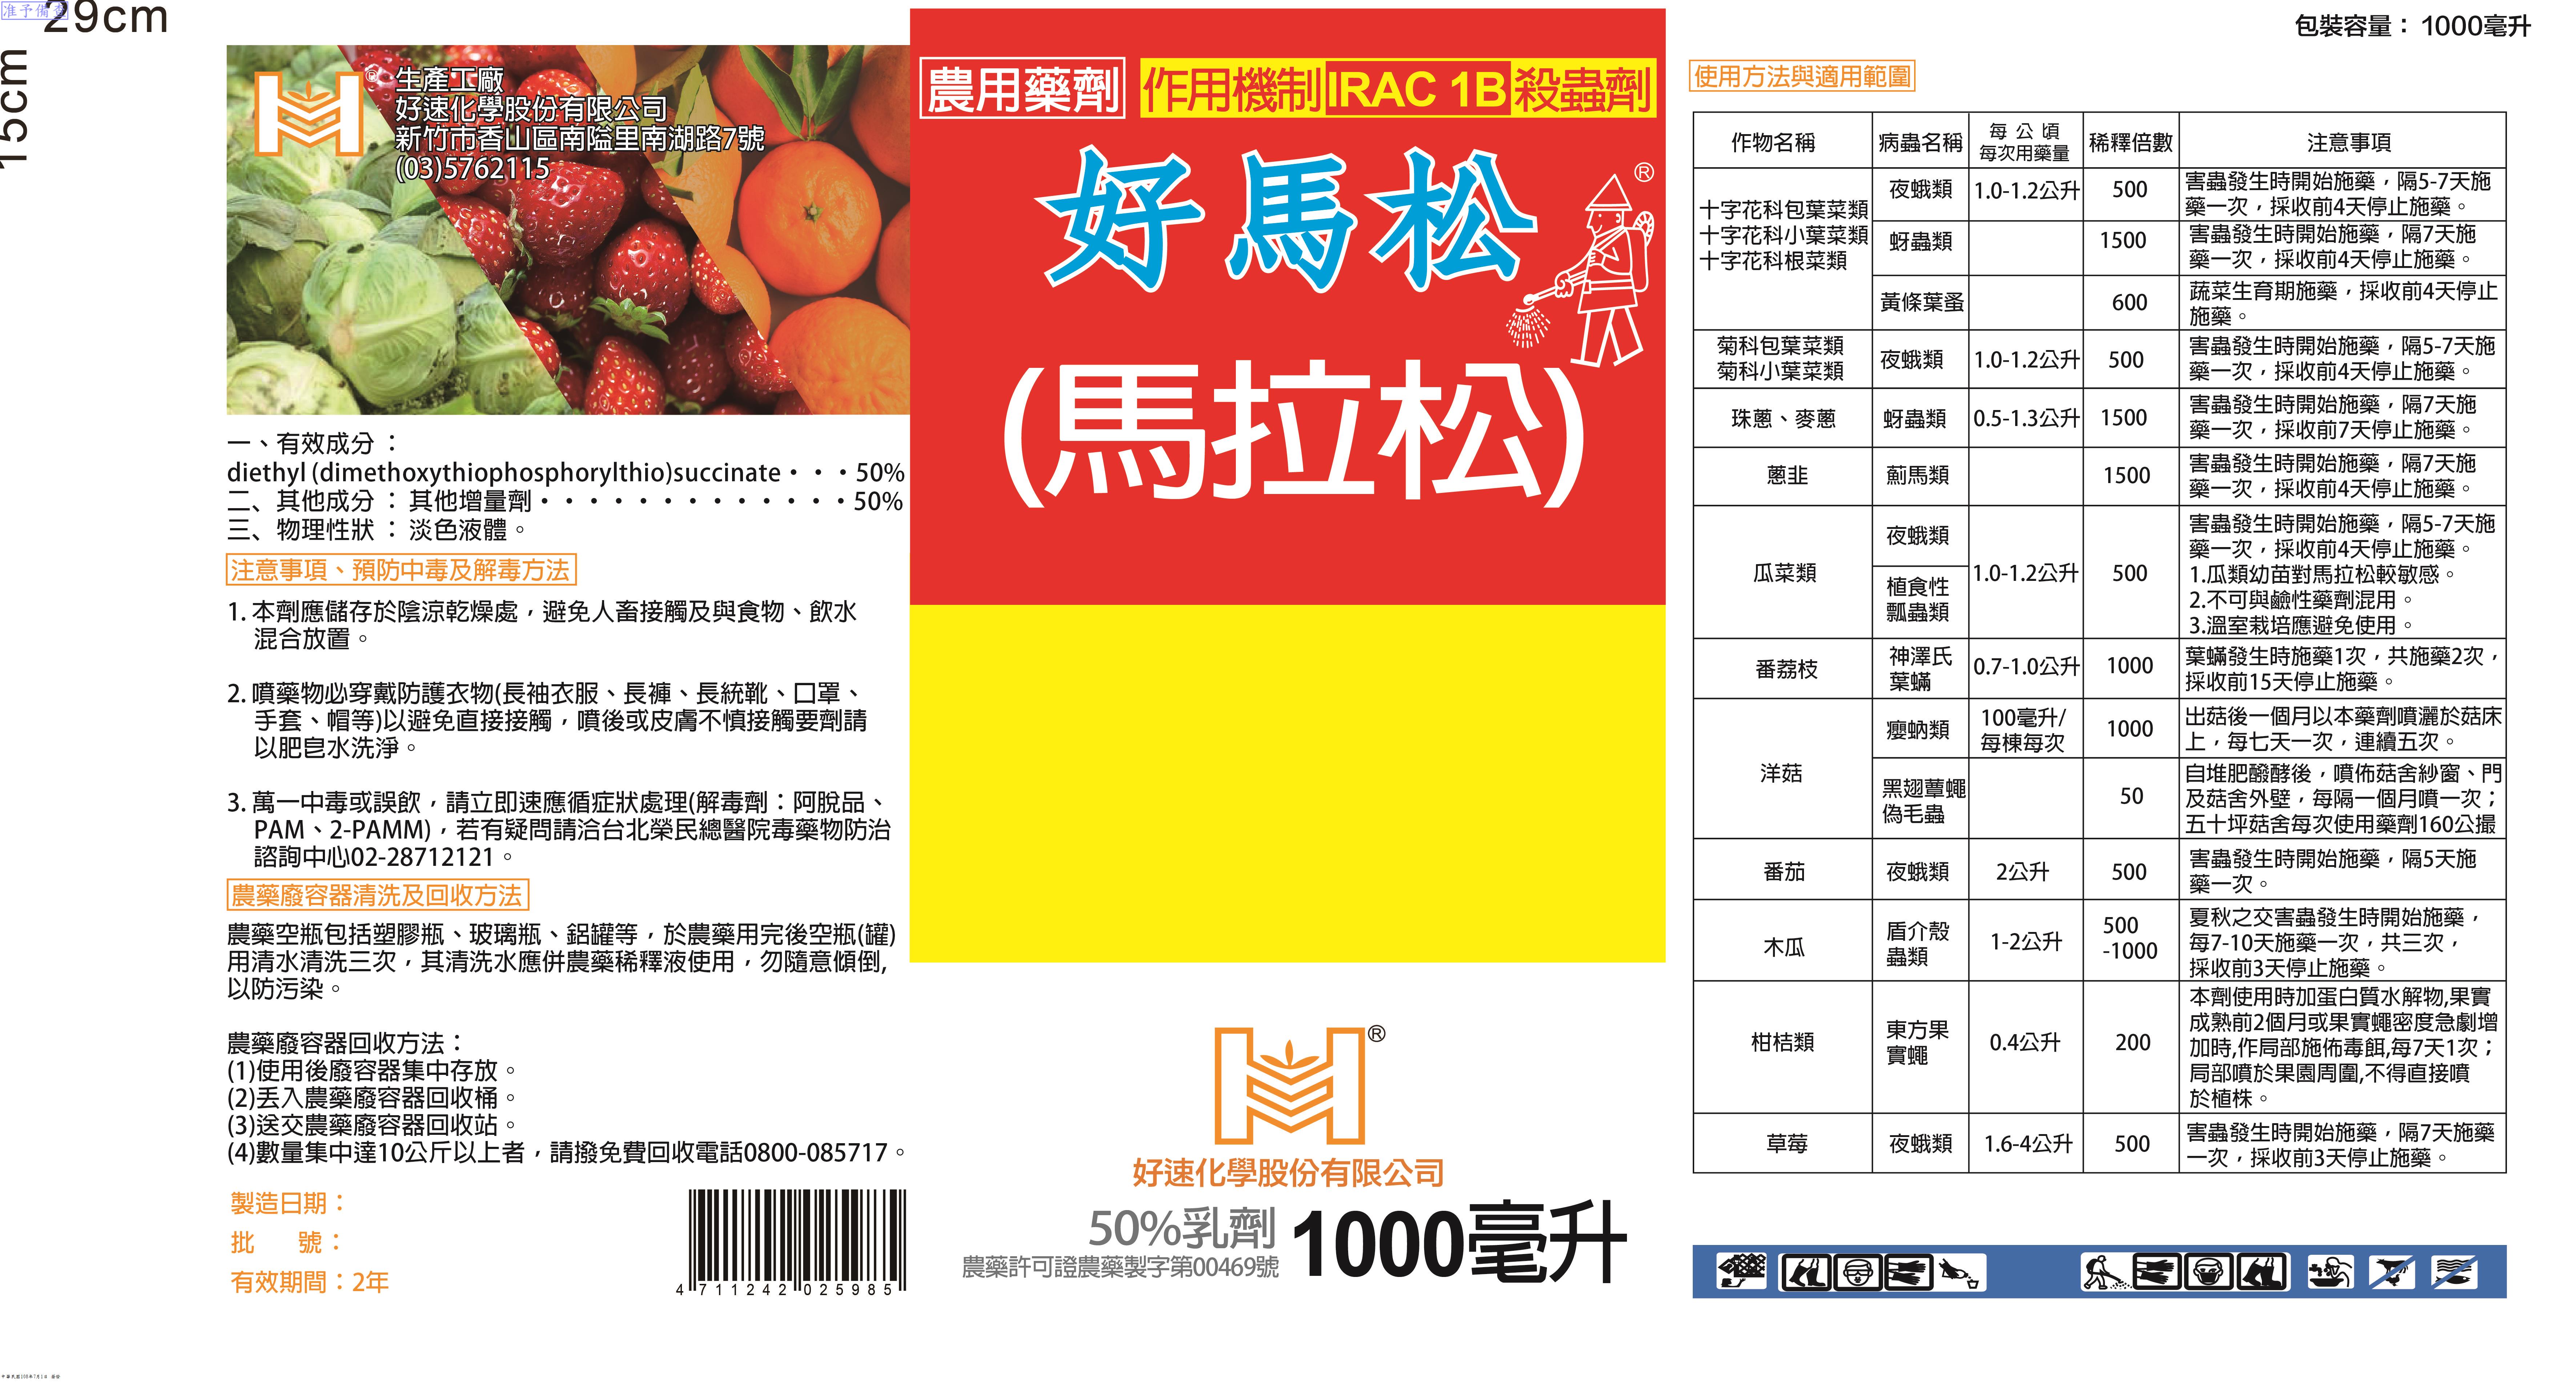 准予備查
29cm
15cm
包裝容量： 1000毫升
®
生產工廠
好速化學股份有限公司
新竹市香山區南隘里南湖路7號
(03)5762115
一、有效成分：
diethyl (dimethoxythiophosphorylthio)succinate・・・50%
二、其他成分：其他增量劑・・・・・・・・・・・・・50%
三、物理性狀：淡色液體。
注意事項、預防中毒及解毒方法
1. 本劑應儲存於陰涼乾燥處，避免人畜接觸及與食物、飲水
混合放置。
2. 噴藥物必穿戴防護衣物(長袖衣服、長褲、長統靴、口罩、
手套、帽等)以避免直接接觸，噴後或皮膚不慎接觸要劑請
以肥皂水洗淨。
3. 萬一中毒或誤飲，請立即速應循症狀處理(解毒劑：阿脫品、
PAM、2-PAMM)，若有疑問請洽台北榮民總醫院毒藥物防治
諮詢中心02-28712121。
農藥廢容器清洗及回收方法
農藥空瓶包括塑膠瓶、玻璃瓶、鋁罐等，於農藥用完後空瓶(罐)
用清水清洗三次，其清洗水應併農藥稀釋液使用，勿隨意傾倒,
以防污染。
農藥廢容器回收方法：
(1)使用後廢容器集中存放。
(2)丟入農藥廢容器回收桶。
(3)送交農藥廢容器回收站。
(4)數量集中達10公斤以上者，請撥免費回收電話0800-085717。
製造日期：
批 號：
有效期間：2年
4 711242 025985
農用藥劑 作用機制 IRAC 1B 殺蟲劑
好馬松
®
(馬拉松)
®
好速化學股份有限公司
50%乳劑 1000毫升
農藥許可證農藥製字第00469號
使用方法與適用範圍
作物名稱 病蟲名稱 每公頃 稀釋倍數 注意事項
每次用藥量
十字花科包葉菜類
十字花科小葉菜類
十字花科根菜類
夜蛾類 1.0-1.2公升 500 害蟲發生時開始施藥，隔5-7天施
藥一次，採收前4天停止施藥。
蚜蟲類 1500 害蟲發生時開始施藥，隔7天施
藥一次，採收前4天停止施藥。
黃條葉蚤 600 蔬菜生育期施藥，採收前4天停止
施藥。
菊科包葉菜類
菊科小葉菜類
夜蛾類 1.0-1.2公升 500 害蟲發生時開始施藥，隔5-7天施
藥一次，採收前4天停止施藥。
珠蔥、麥蔥 蚜蟲類 0.5-1.3公升 1500 害蟲發生時開始施藥，隔7天施
藥一次，採收前7天停止施藥。
蔥韭 薊馬類 1500 害蟲發生時開始施藥，隔7天施
藥一次，採收前4天停止施藥。
瓜菜類
夜蛾類
植食性
瓢蟲類
1.0-1.2公升 500
害蟲發生時開始施藥，隔5-7天施
藥一次，採收前4天停止施藥。
1.瓜類幼苗對馬拉松較敏感。
2.不可與鹼性藥劑混用。
3.溫室栽培應避免使用。
番荔枝 神澤氏 0.7-1.0公升 1000 葉蟎發生時施藥1次，共施藥2次，
葉蟎 採收前15天停止施藥。
洋菇
癭蚋類 100毫升/ 1000 出菇後一個月以本藥劑噴灑於菇床
每棟每次 上，每七天一次，連續五次。
黑翅蕈蠅
偽毛蟲
50
自堆肥醱酵後，噴佈菇舍紗窗、門
及菇舍外壁，每隔一個月噴一次；
五十坪菇舍每次使用藥劑160公撮
番茄 夜蛾類 2公升 500 害蟲發生時開始施藥，隔5天施
藥一次。
木瓜 盾介殼
蟲類
1-2公升
500
-1000
夏秋之交害蟲發生時開始施藥，
每7-10天施藥一次，共三次，
採收前3天停止施藥。
柑桔類 東方果
實蠅
0.4公升 200
本劑使用時加蛋白質水解物,果實
成熟前2個月或果實蠅密度急劇增
加時,作局部施佈毒餌,每7天1次；
局部噴於果園周圍,不得直接噴
於植株。
草莓 夜蛾類 1.6-4公升 500 害蟲發生時開始施藥，隔7天施藥
一次，採收前3天停止施藥。